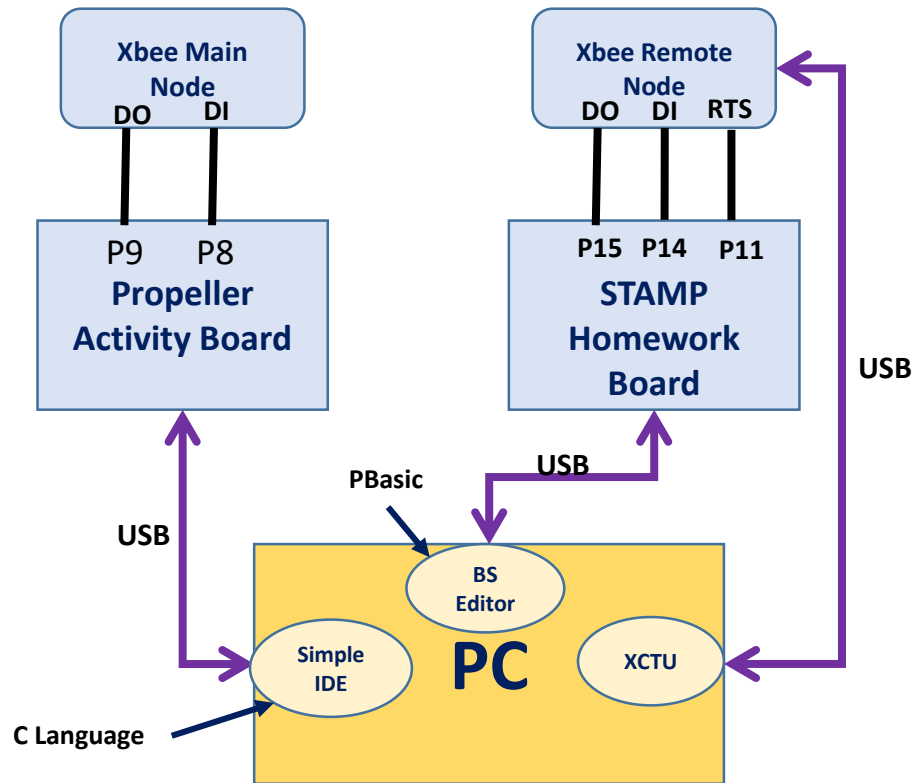 Xbee Main
Node
DO DI
Xbee Remote
Node
DO DI RTS
P9 P8
Propeller
Activity Board
P15 P14 P11
STAMP
Homework
Board
USB
USB
PBasic
USB
BS
Editor
PC
Simple
IDE
XCTU
C Language